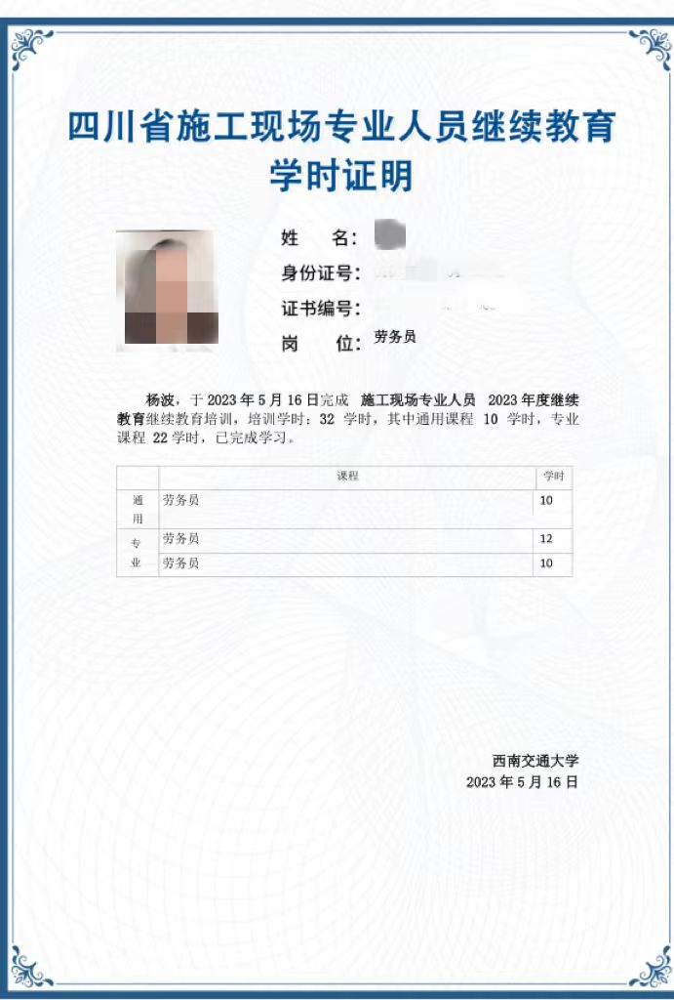 四川省施工现场专业人员继续教育
学时证明
姓 名：
身份证号：
证书编号：
岗 位：劳务员
杨波，于 2023 年 5 月 16 日完成 施工现场专业人员 2023 年度继续
教育继续教育培训，培训学时：32 学时，其中通用课程 10 学时，专业
课程 22 学时，已完成学习。
课程 学时
通用 劳务员 10
专业 劳务员 12
劳务员 10
西南交通大学
2023 年 5 月 16 日